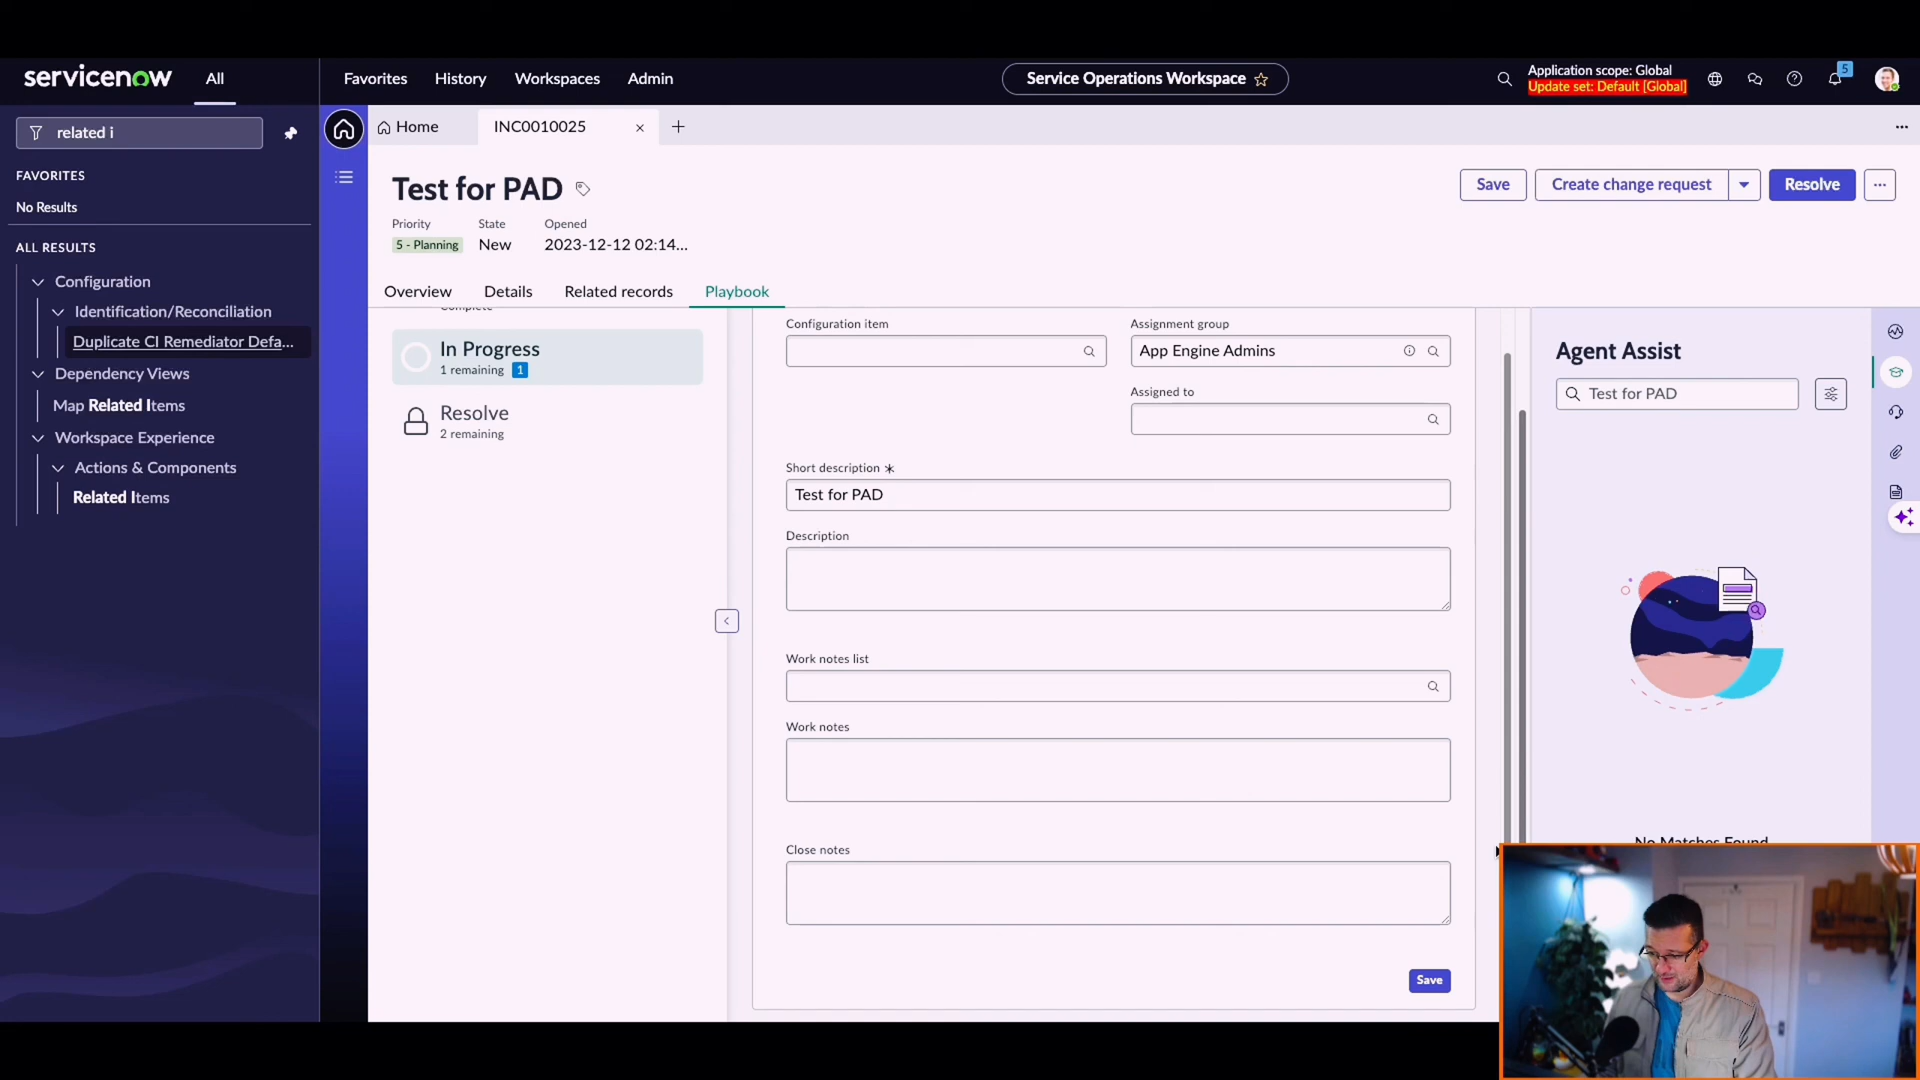 servicenow
All
Favorites
History
Workspaces
Admin
Service Operations Workspace
Application scope: Global
Update set: Default [Global]
5
related i
FAVORITES
No Results
ALL RESULTS
Configuration
Identification/Reconciliation
Duplicate CI Remediator Defa...
Dependency Views
Map Related Items
Workspace Experience
Actions & Components
Related Items
Home
INC0010025
Test for PAD
Save
Create change request
Resolve
Priority
State
Opened
5 - Planning
New
2023-12-12 02:14...
Overview
Details
Related records
Playbook
Complete
In Progress
1 remaining 1
Resolve
2 remaining
Configuration item
Assignment group
App Engine Admins
Assigned to
Short description
Test for PAD
Description
Work notes list
Work notes
Close notes
Save
Agent Assist
Test for PAD
No Matches Found